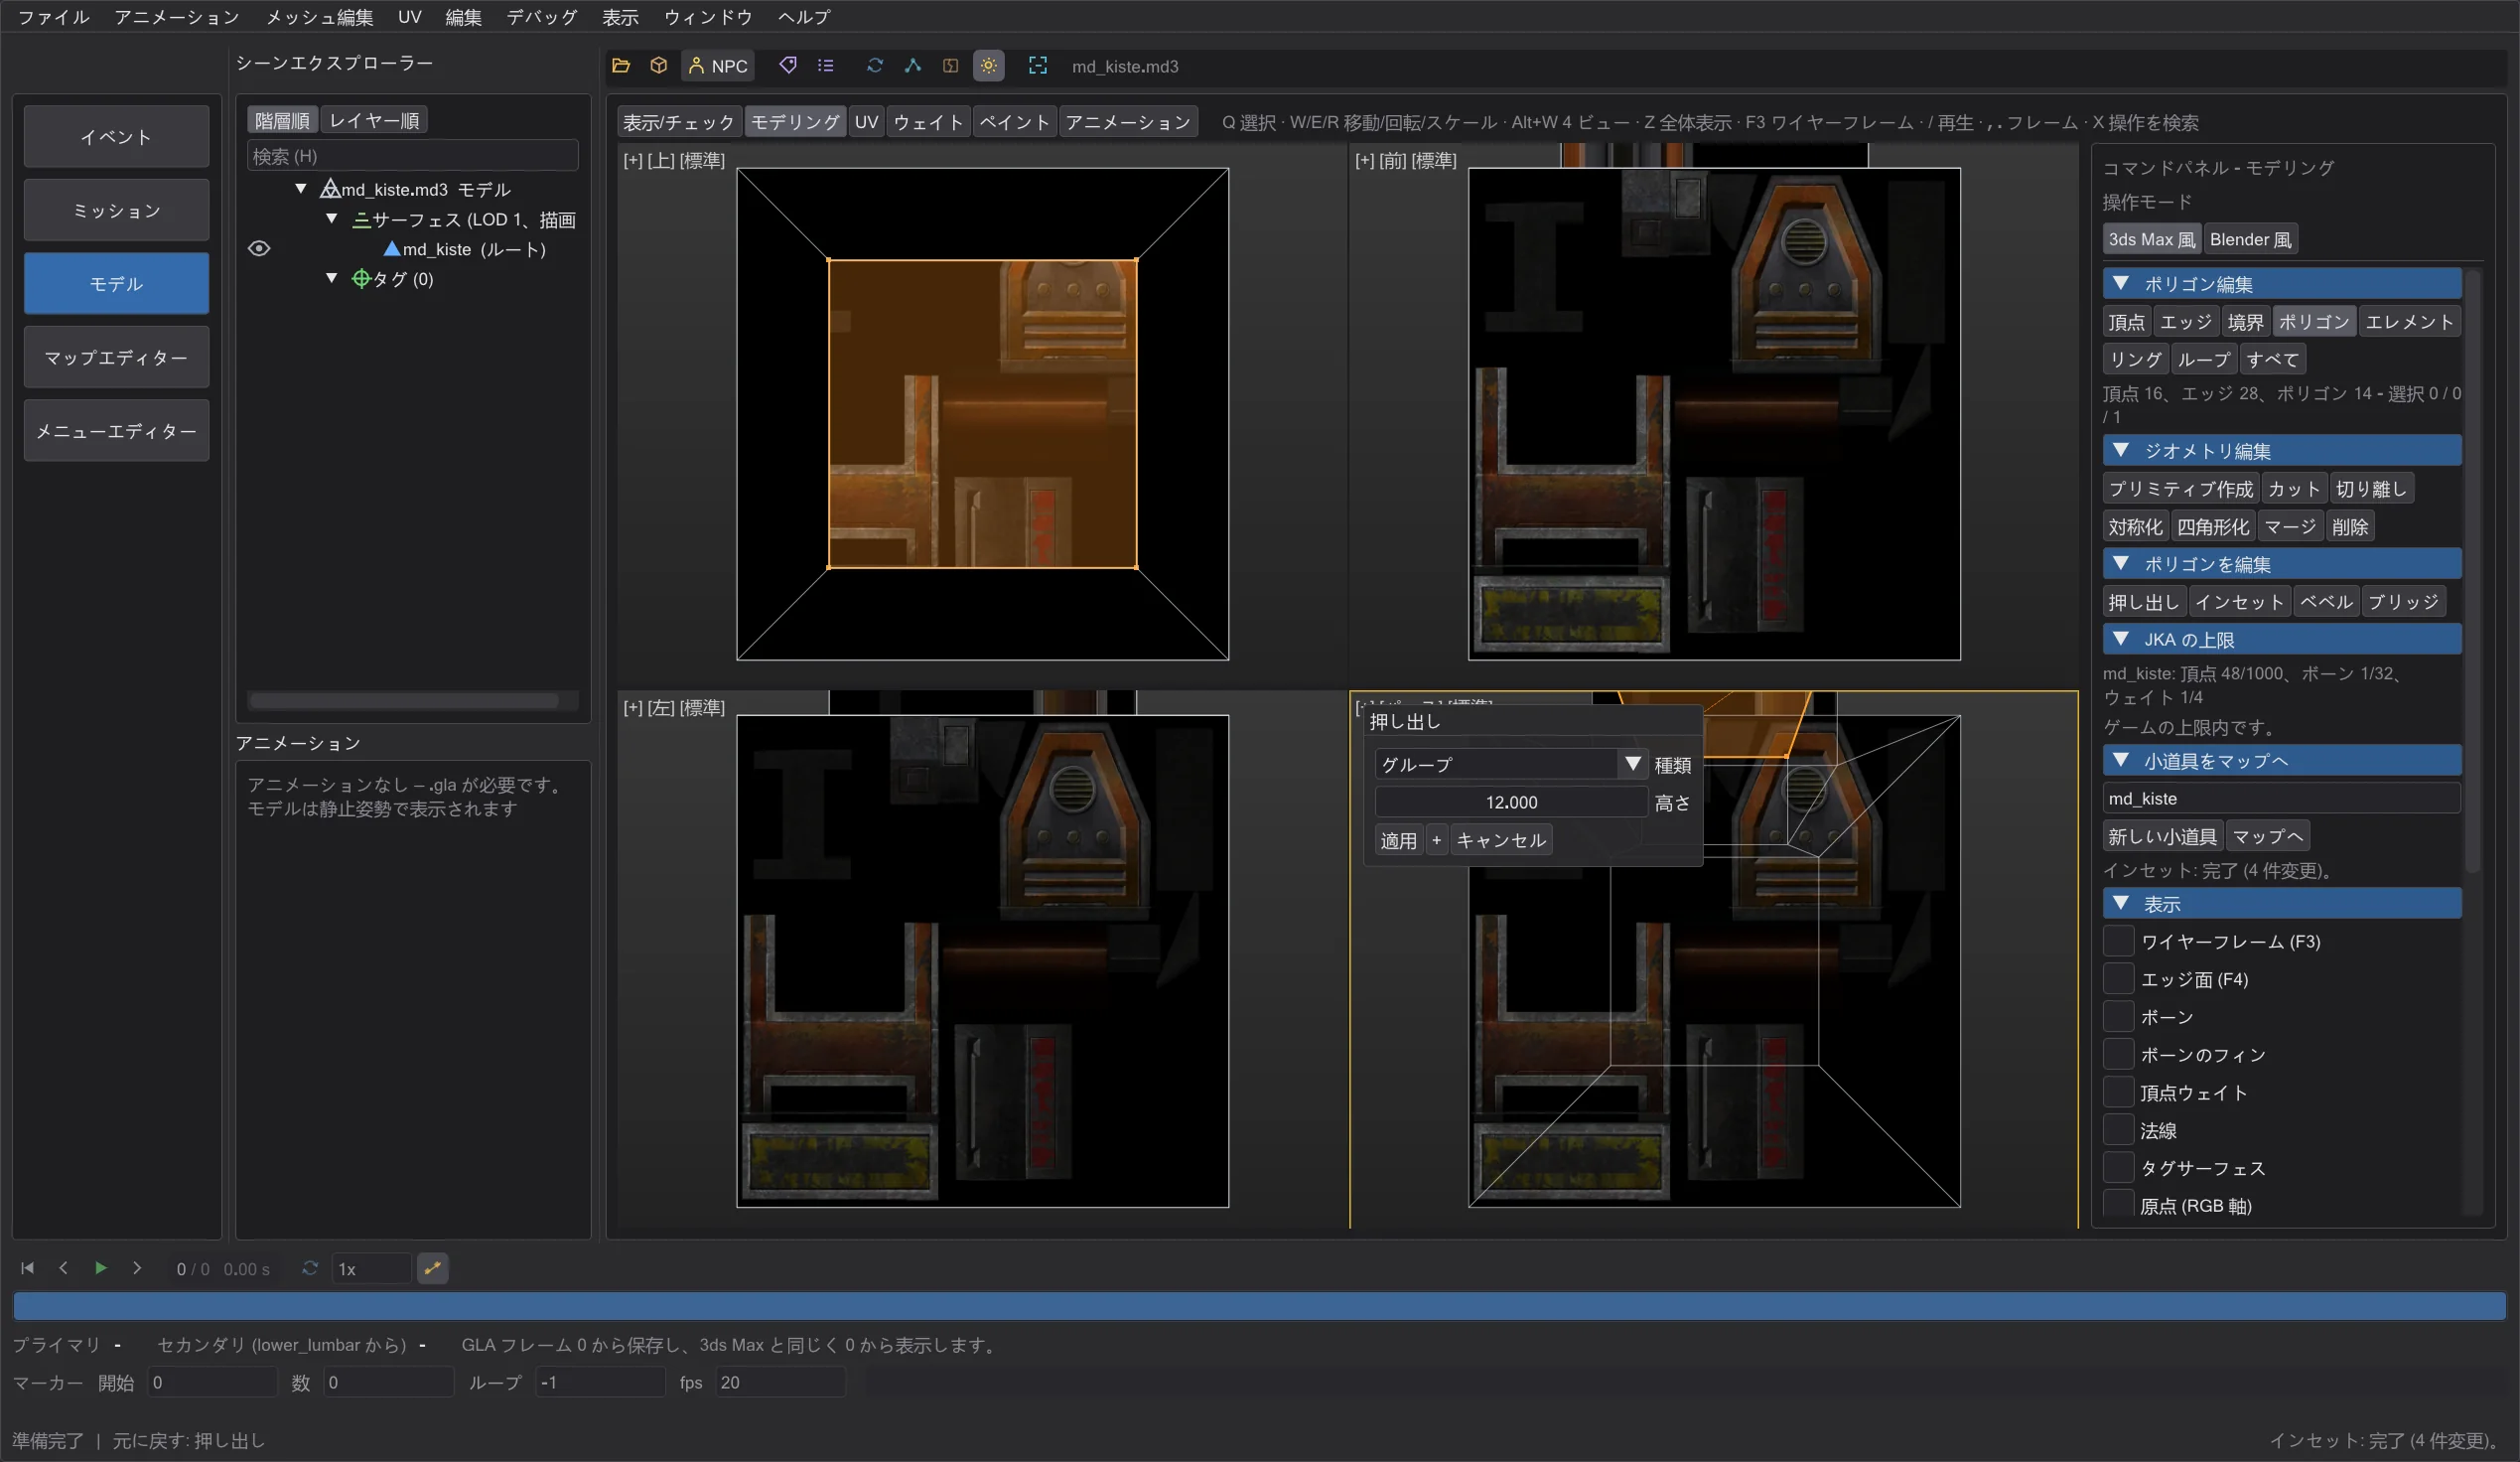 ファイル アニメーション メッシュ編集 UV 編集 デバッグ 表示 ウィンドウ ヘルプ
シーンエクスプローラー
NPC md_kiste.md3
イベント
ミッション
モデル
マップエディター
メニューエディター
階層順 レイヤー順
検索 (H)
md_kiste.md3 モデル
サーフェス (LOD 1、描画
md_kiste (ルート)
タグ (0)
アニメーション
アニメーションなし – .gla が必要です。
モデルは静止姿勢で表示されます
表示/チェック モデリング UV ウェイト ペイント アニメーション Q 選択 · W/E/R 移動/回転/スケール · Alt+W 4 ビュー · Z 全体表示 · F3 ワイヤーフレーム · / 再生 · , . フレーム · X 操作を検索
[+] [上] [標準]
[+] [前] [標準]
[+] [左] [標準]
押し出し
グループ 種類
12.000 高さ
適用 + キャンセル
コマンドパネル - モデリング
操作モード
3ds Max 風 Blender 風
ポリゴン編集
頂点 エッジ 境界 ポリゴン エレメント
リング ループ すべて
頂点 16、エッジ 28、ポリゴン 14 - 選択 0 / 0
/ 1
ジオメトリ編集
プリミティブ作成 カット 切り離し
対称化 四角形化 マージ 削除
ポリゴンを編集
押し出し インセット ベベル ブリッジ
JKA の上限
md_kiste: 頂点 48/1000、ボーン 1/32、
ウェイト 1/4
ゲームの上限内です。
小道具をマップへ
md_kiste
新しい小道具 マップへ
インセット: 完了 (4 件変更)。
表示
ワイヤーフレーム (F3)
エッジ面 (F4)
ボーン
ボーンのフィン
頂点ウェイト
法線
タグサーフェス
原点 (RGB 軸)
0 / 0 0.00 s 1x
プライマリ - セカンダリ (lower_lumbar から) - GLA フレーム 0 から保存し、3ds Max と同じく 0 から表示します。
マーカー 開始 0 数 0 ループ -1 fps 20
準備完了 | 元に戻す: 押し出し
インセット: 完了 (4 件変更)。